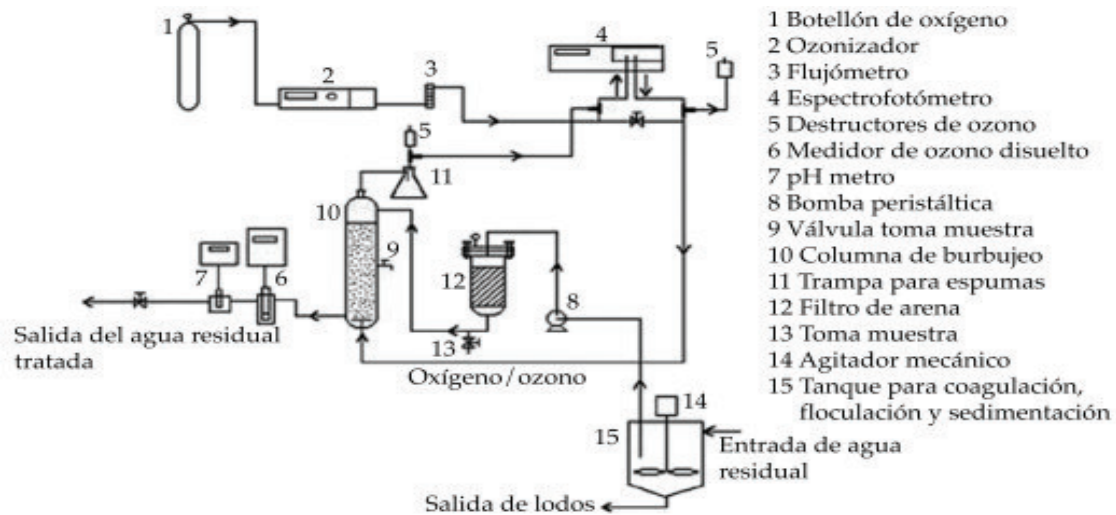 1
2
3
4
5
5
11
10
9
12
8
7
6
13
14
15
Salida del agua residual
tratada
Oxígeno/ozono
Entrada de agua
residual
Salida de lodos
1 Botellón de oxígeno
2 Ozonizador
3 Flujómetro
4 Espectrofotómetro
5 Destructores de ozono
6 Medidor de ozono disuelto
7 pH metro
8 Bomba peristáltica
9 Válvula toma muestra
10 Columna de burbujeo
11 Trampa para espumas
12 Filtro de arena
13 Toma muestra
14 Agitador mecánico
15 Tanque para coagulación,
floculación y sedimentación